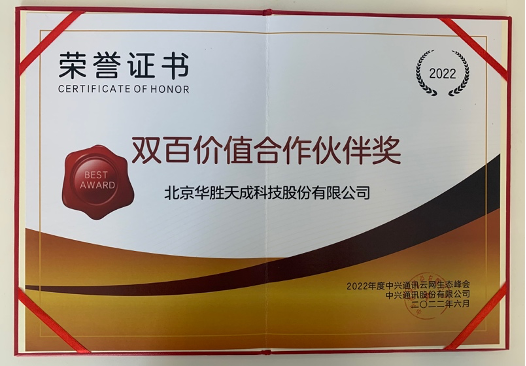 荣誉证书
CERTIFICATE OF HONOR
2022
双百价值合作伙伴奖
BEST
AWARD
北京华胜天成科技股份有限公司
2022年度中兴通讯云网生态峰会
中兴通讯股份有限公司
二〇二二年六月